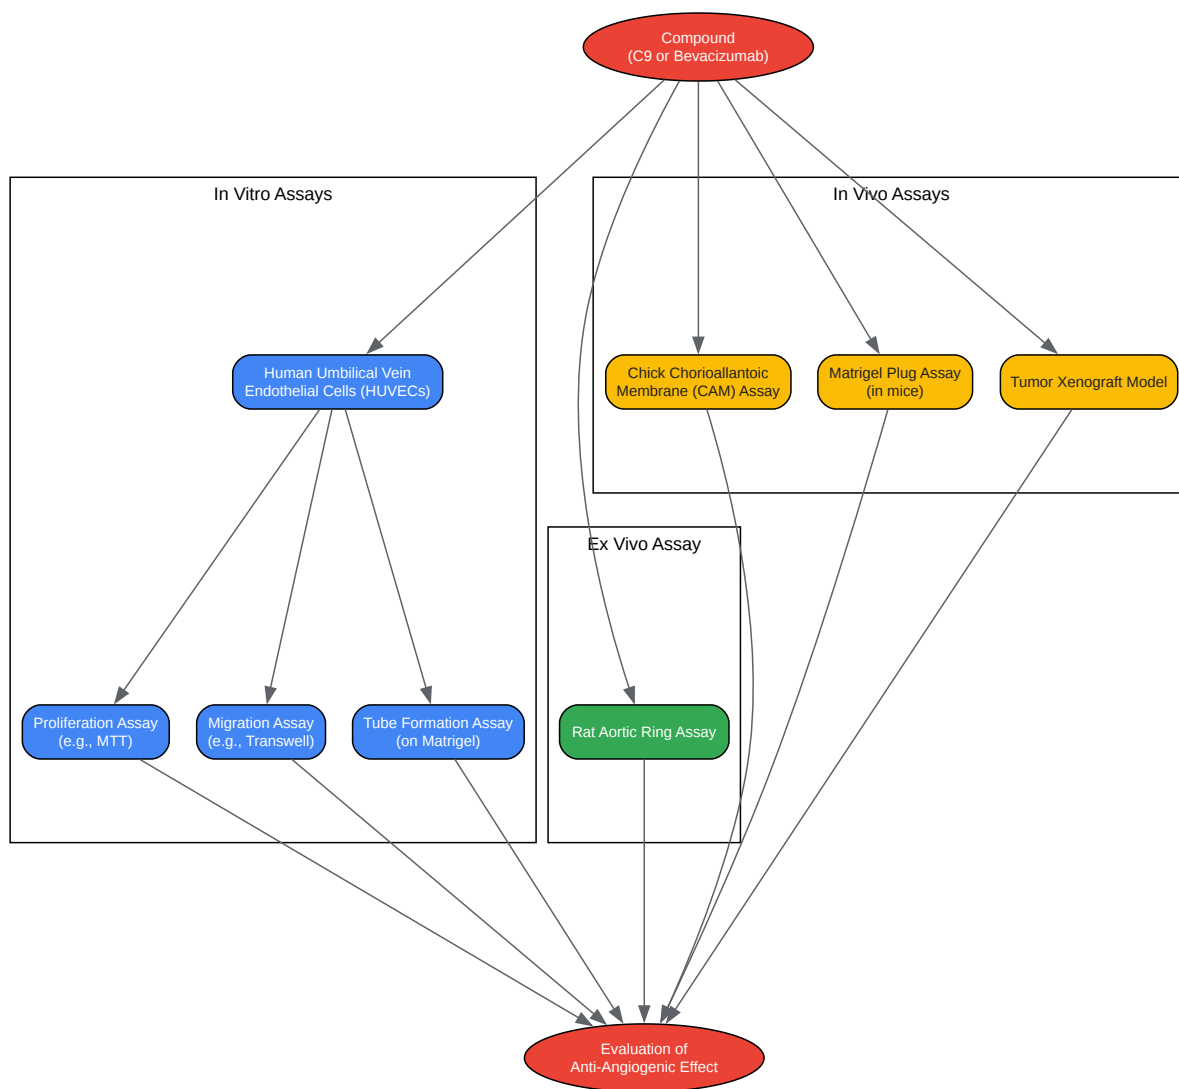 Compound
(C9 or Bevacizumab)
In Vitro Assays
In Vivo Assays
Human Umbilical Vein
Endothelial Cells (HUVECs)
Chick Chorioallantoic
Membrane (CAM) Assay
Matrigel Plug Assay
(in mice)
Tumor Xenograft Model
Ex Vivo Assay
Proliferation Assay
(e.g., MTT)
Migration Assay
(e.g., Transwell)
Tube Formation Assay
(on Matrigel)
Rat Aortic Ring Assay
Evaluation of
Anti-Angiogenic Effect